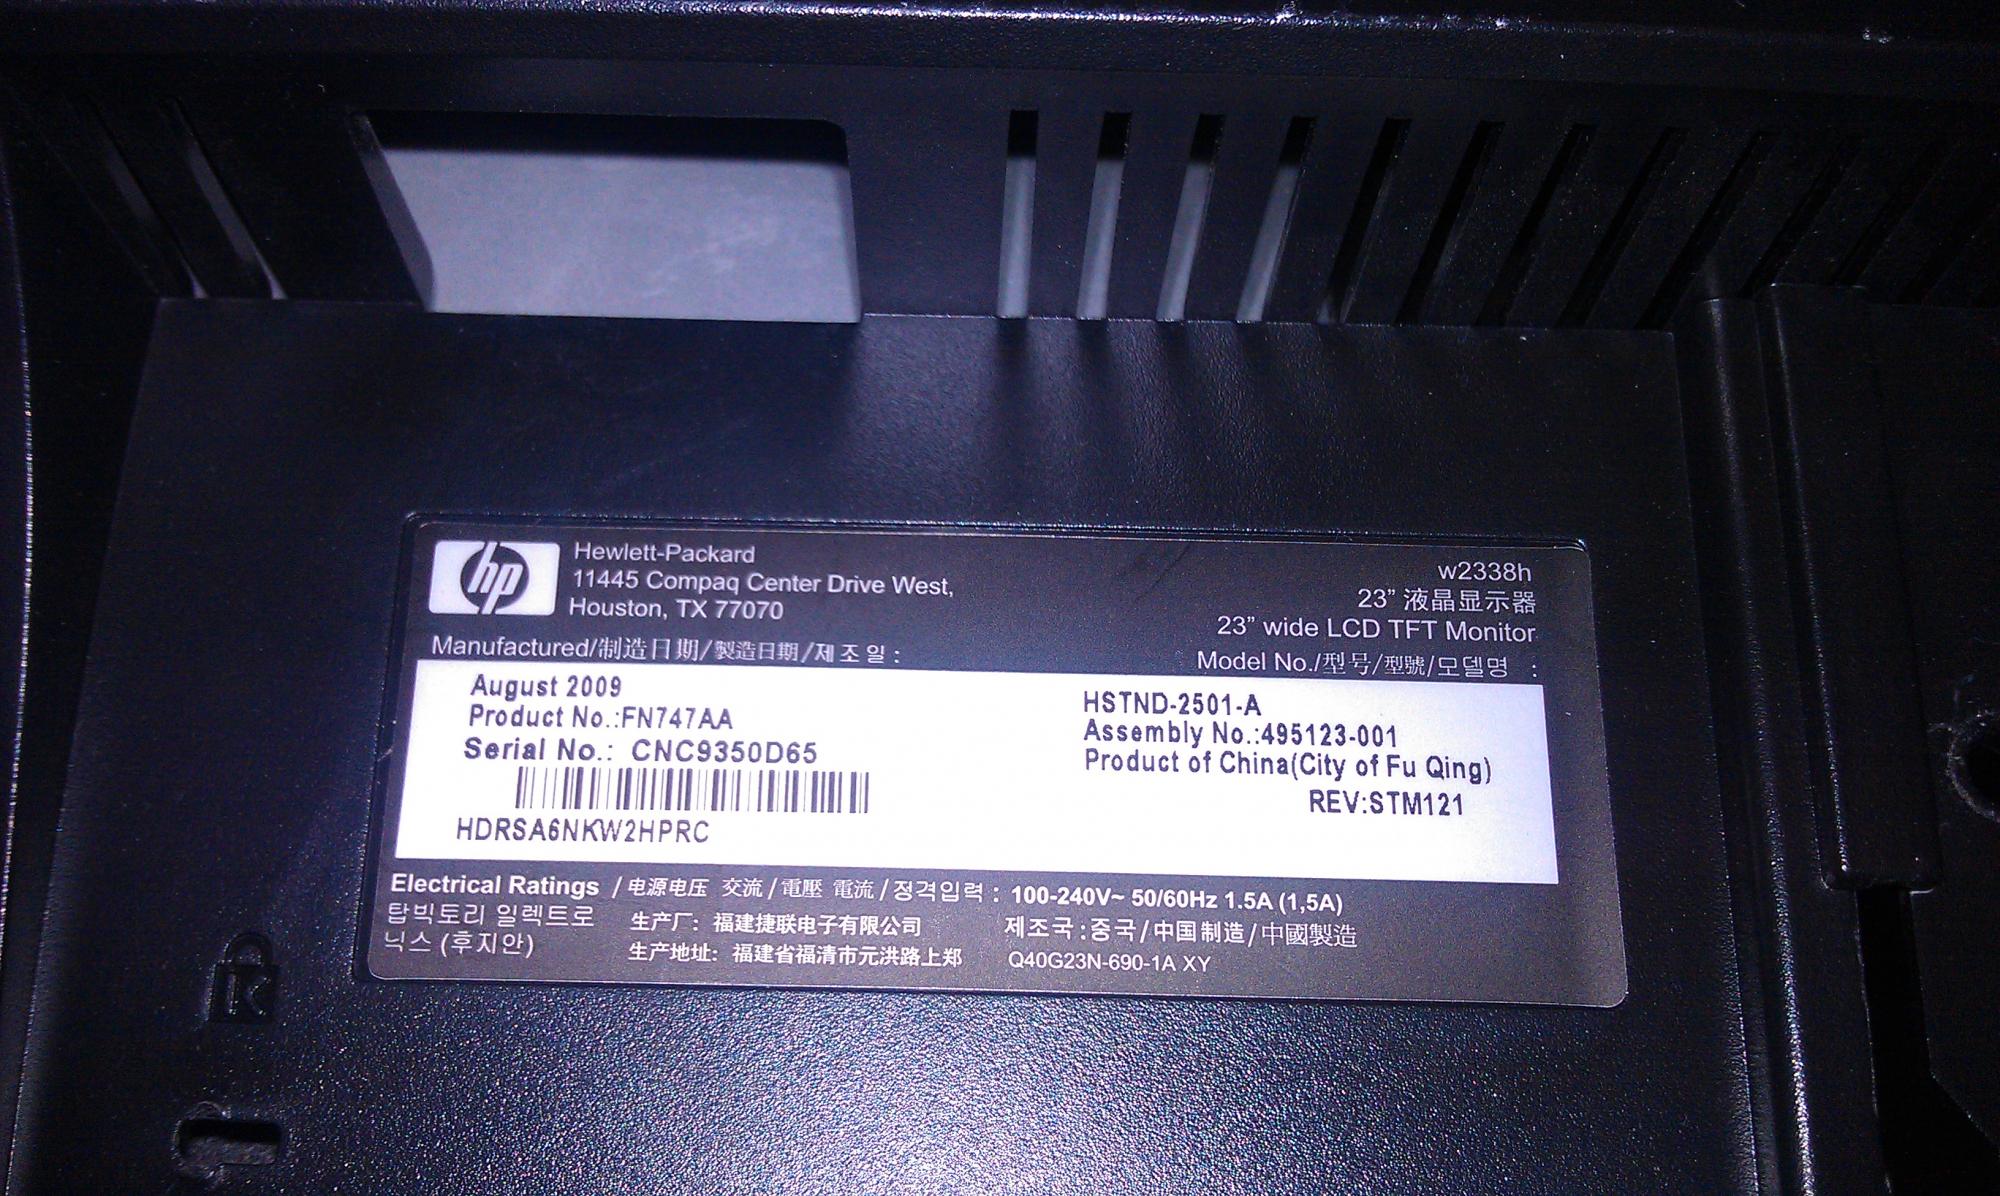 hp
Hewlett-Packard
11445 Compaq Center Drive West,
Houston, TX 77070
w2338h
23” 液晶显示器
23” wide LCD TFT Monitor
Manufactured/制造日期/製造日期/제조일:
Model No./型号/型號/모델명 :
August 2009
Product No.:FN747AA
Serial No.: CNC9350D65
HDRSA6NKW2HPRC
HSTND-2501-A
Assembly No.:495123-001
Product of China(City of Fu Qing)
REV:STM121
Electrical Ratings /电源电压 交流/電壓 電流/정격입력: 100-240V~ 50/60Hz 1.5A (1,5A)
탑빅토리 일렉트로
닉스 (후지안)
生产厂: 福建捷联电子有限公司
生产地址: 福建省福清市元洪路上郑
제조국:중국/中国制造/中國製造
Q40G23N-690-1A XY
K